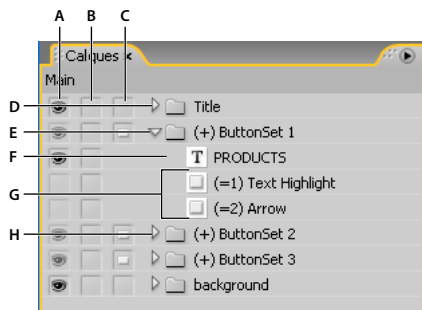 A B C
Calques x
Main
D Title
E (+) ButtonSet 1
F T PRODUCTS
G (=1) Text Highlight
(=2) Arrow
H (+) ButtonSet 2
(+) ButtonSet 3
background